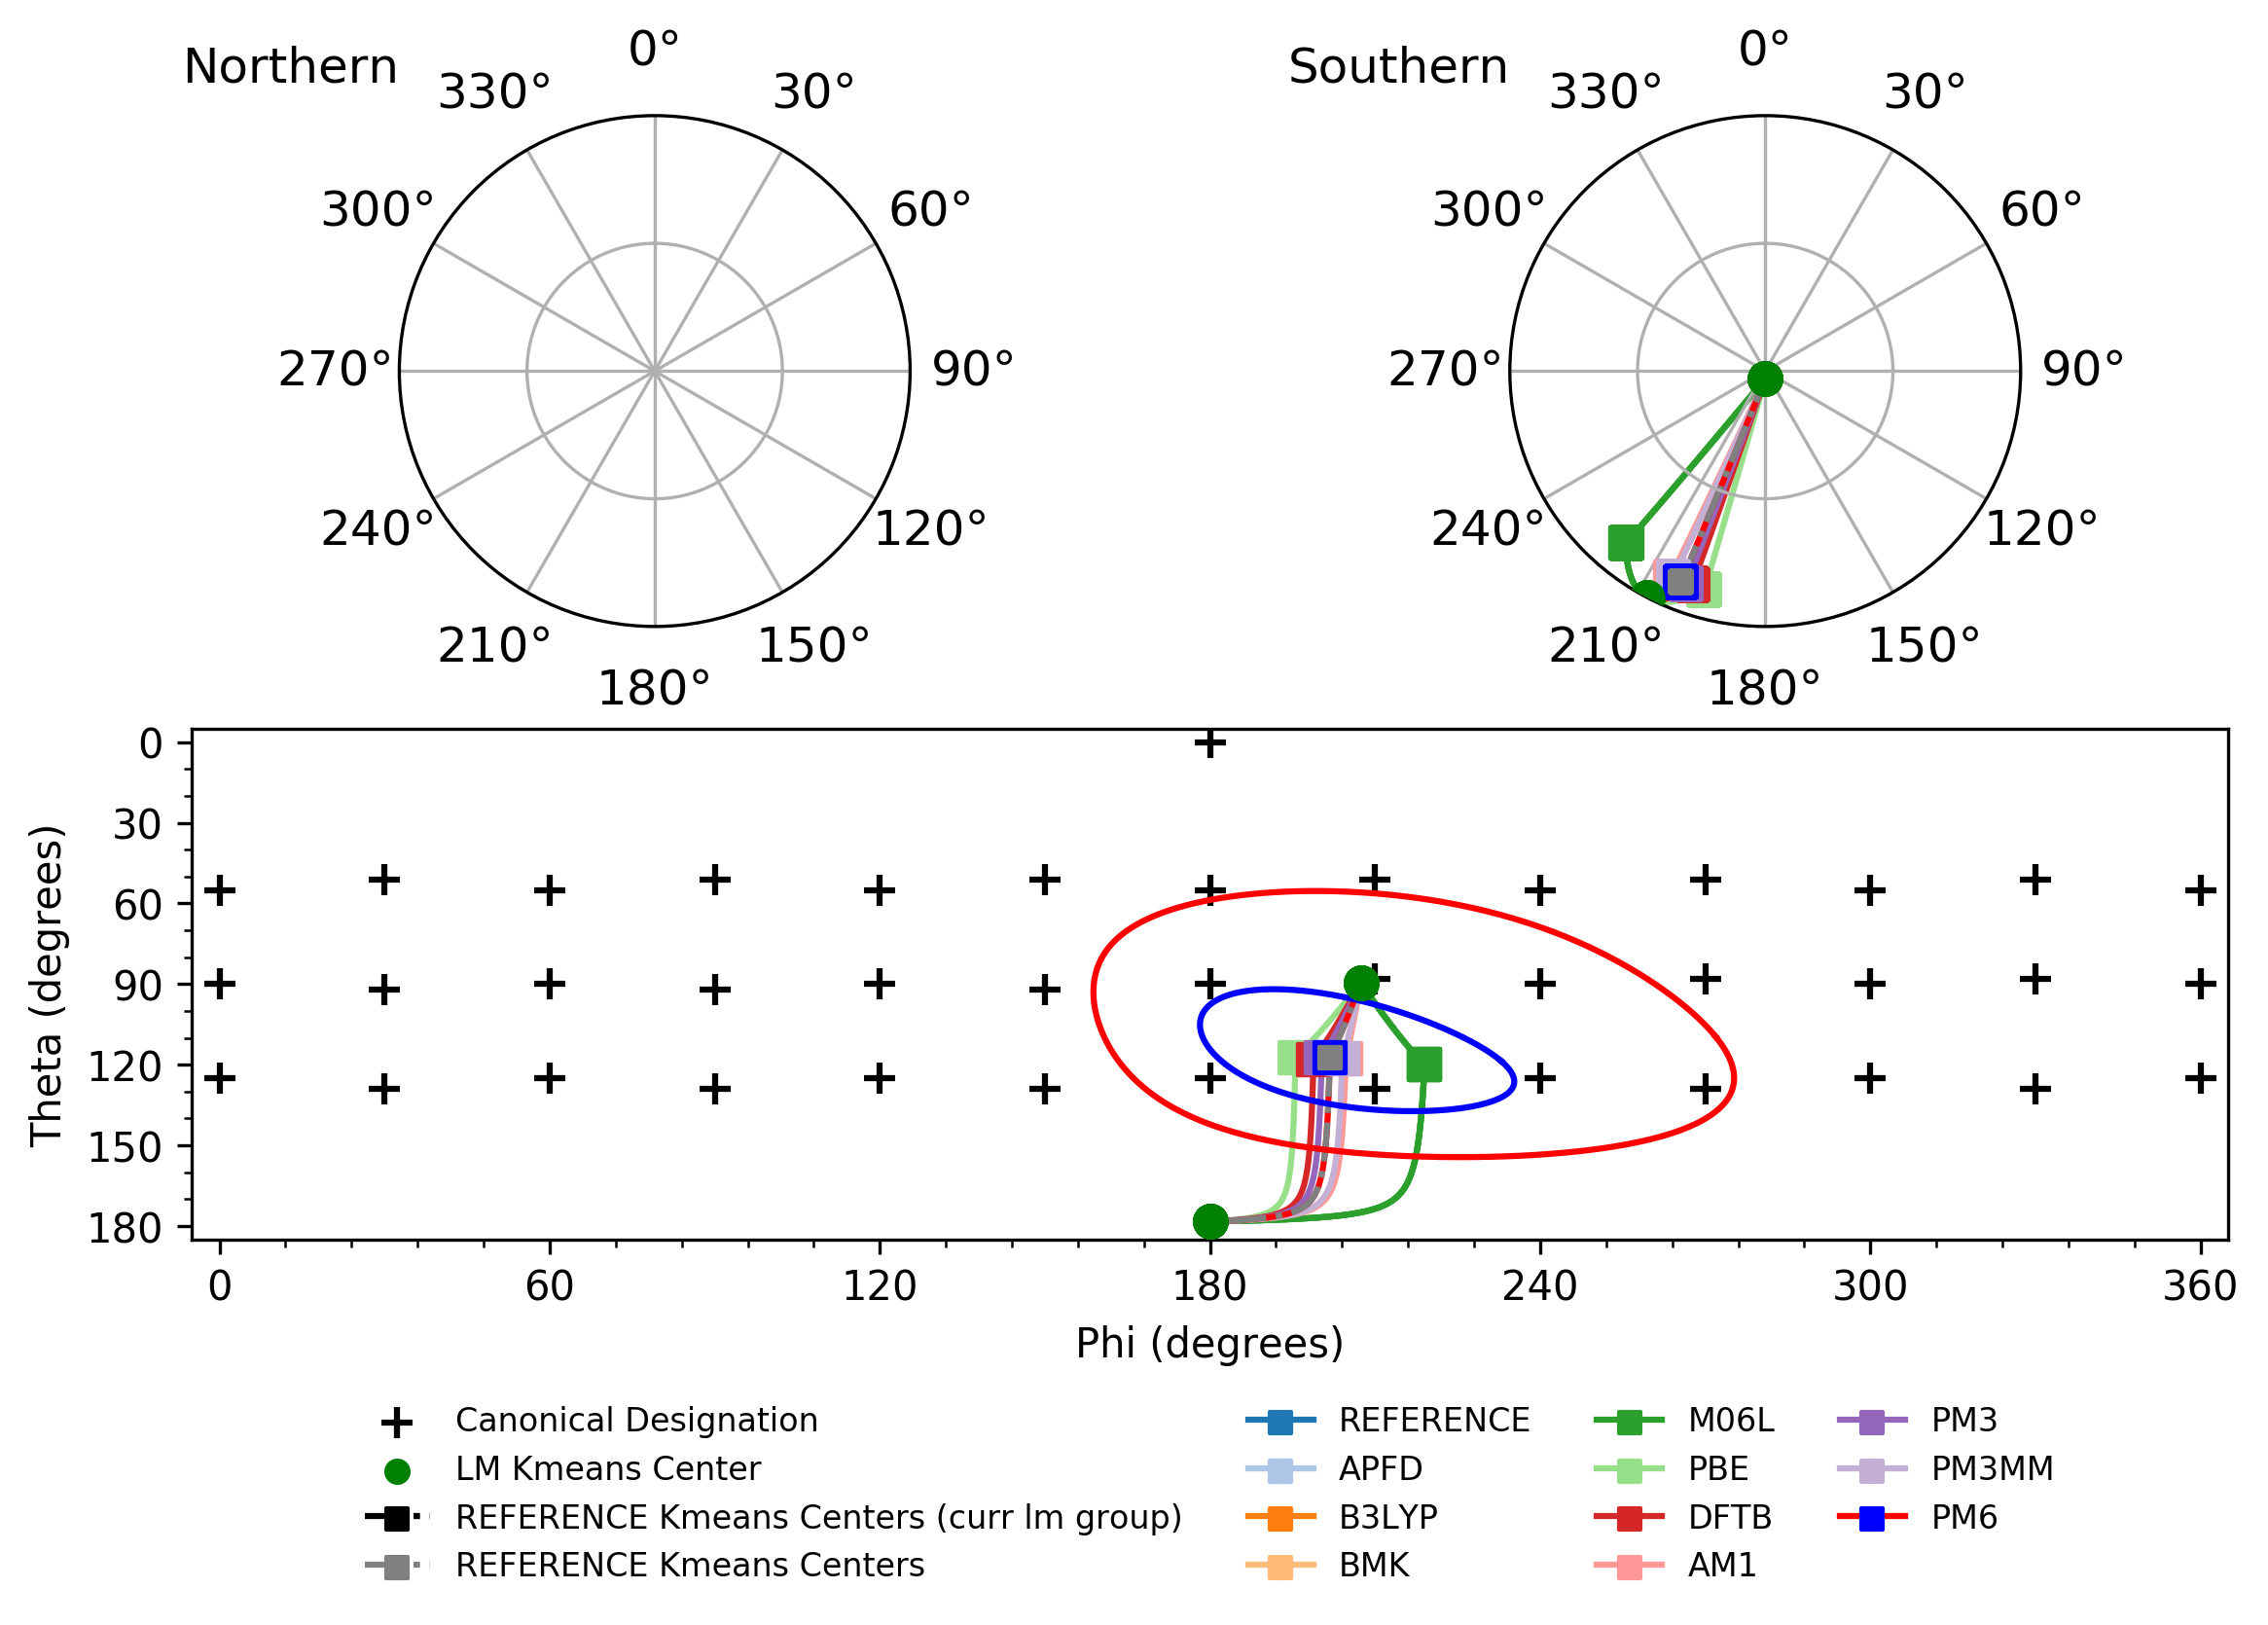 Northern
0°
330°
30°
300°
60°
270°
90°
240°
120°
210°
150°
180°
Southern
0°
330°
30°
300°
60°
270°
90°
240°
120°
210°
150°
180°
Theta (degrees)
0
30
60
90
120
150
180
0
60
120
180
240
300
360
Phi (degrees)
Canonical Designation
LM Kmeans Center
REFERENCE Kmeans Centers (curr lm group)
REFERENCE Kmeans Centers
REFERENCE
APFD
B3LYP
BMK
M06L
PBE
DFTB
AM1
PM3
PM3MM
PM6